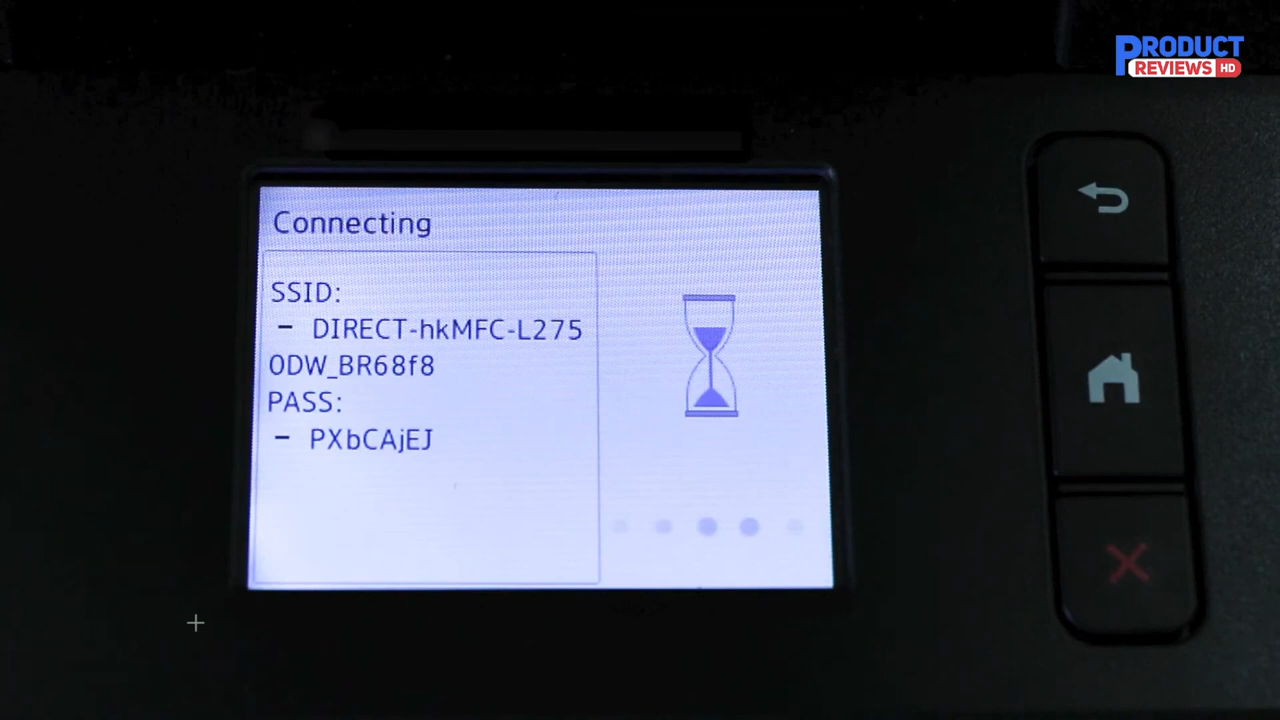 PRODUCT
REVIEWS HD
Connecting
SSID:
– DIRECT-hkMFC-L275
0DW_BR68f8
PASS:
– PXbCAjEJ